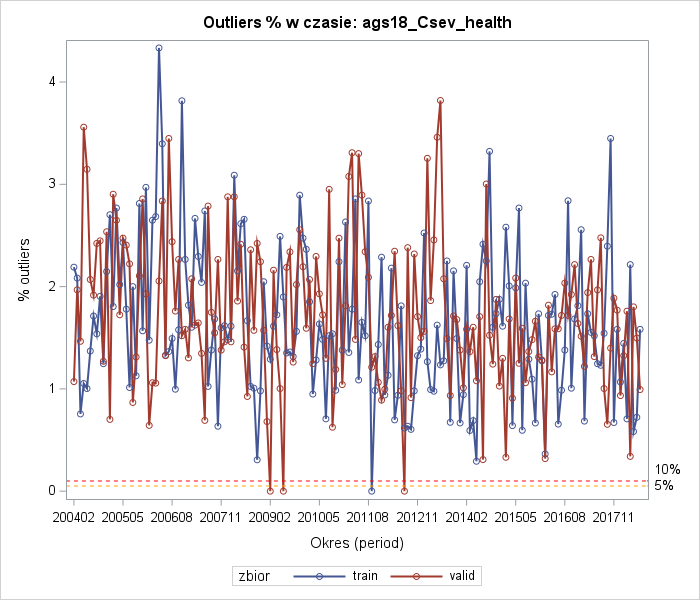 Outliers % w czasie: ags18_Csev_health
% outliers
4
3
2
1
0
10%
5%
200402 200505 200608 200711 200902 201005 201108 201211 201402 201505 201608 201711
Okres (period)
zbior train valid